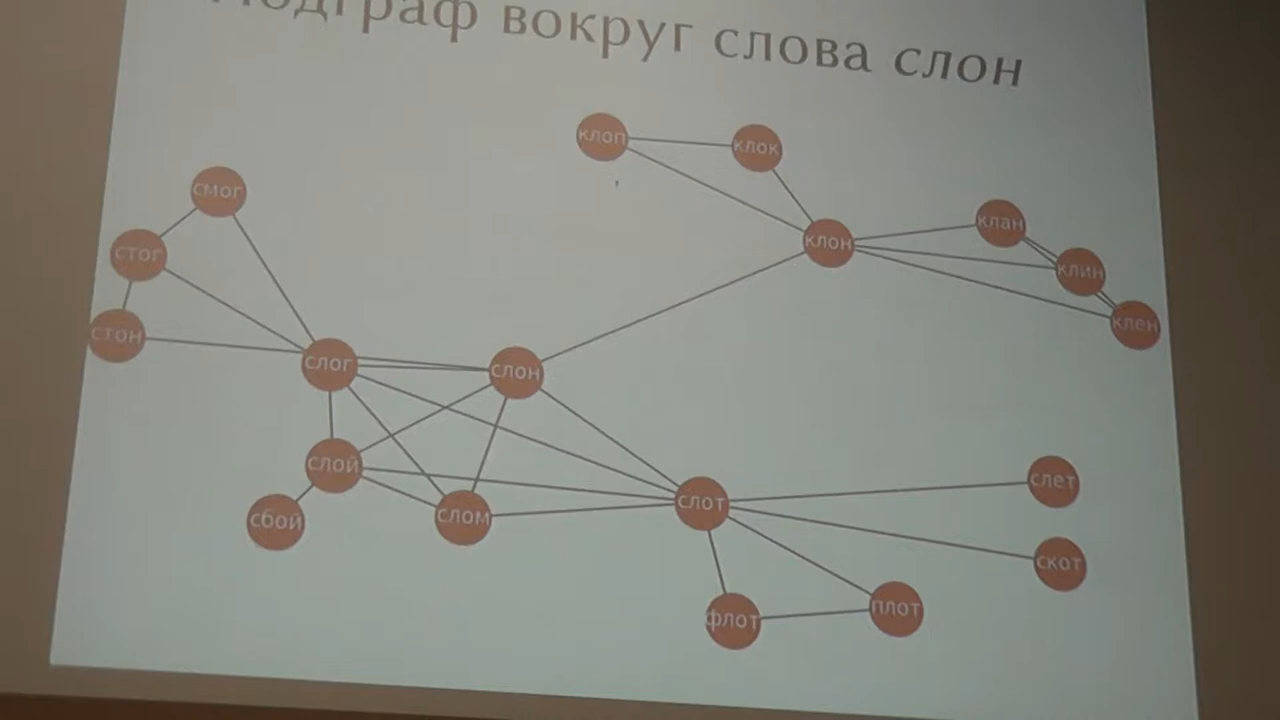 Подграф вокруг слова слон
клоп
клок
смог
клан
клон
стог
клин
клен
стон
слог
слон
слой
слет
слот
слом
сбой
скот
плот
флот